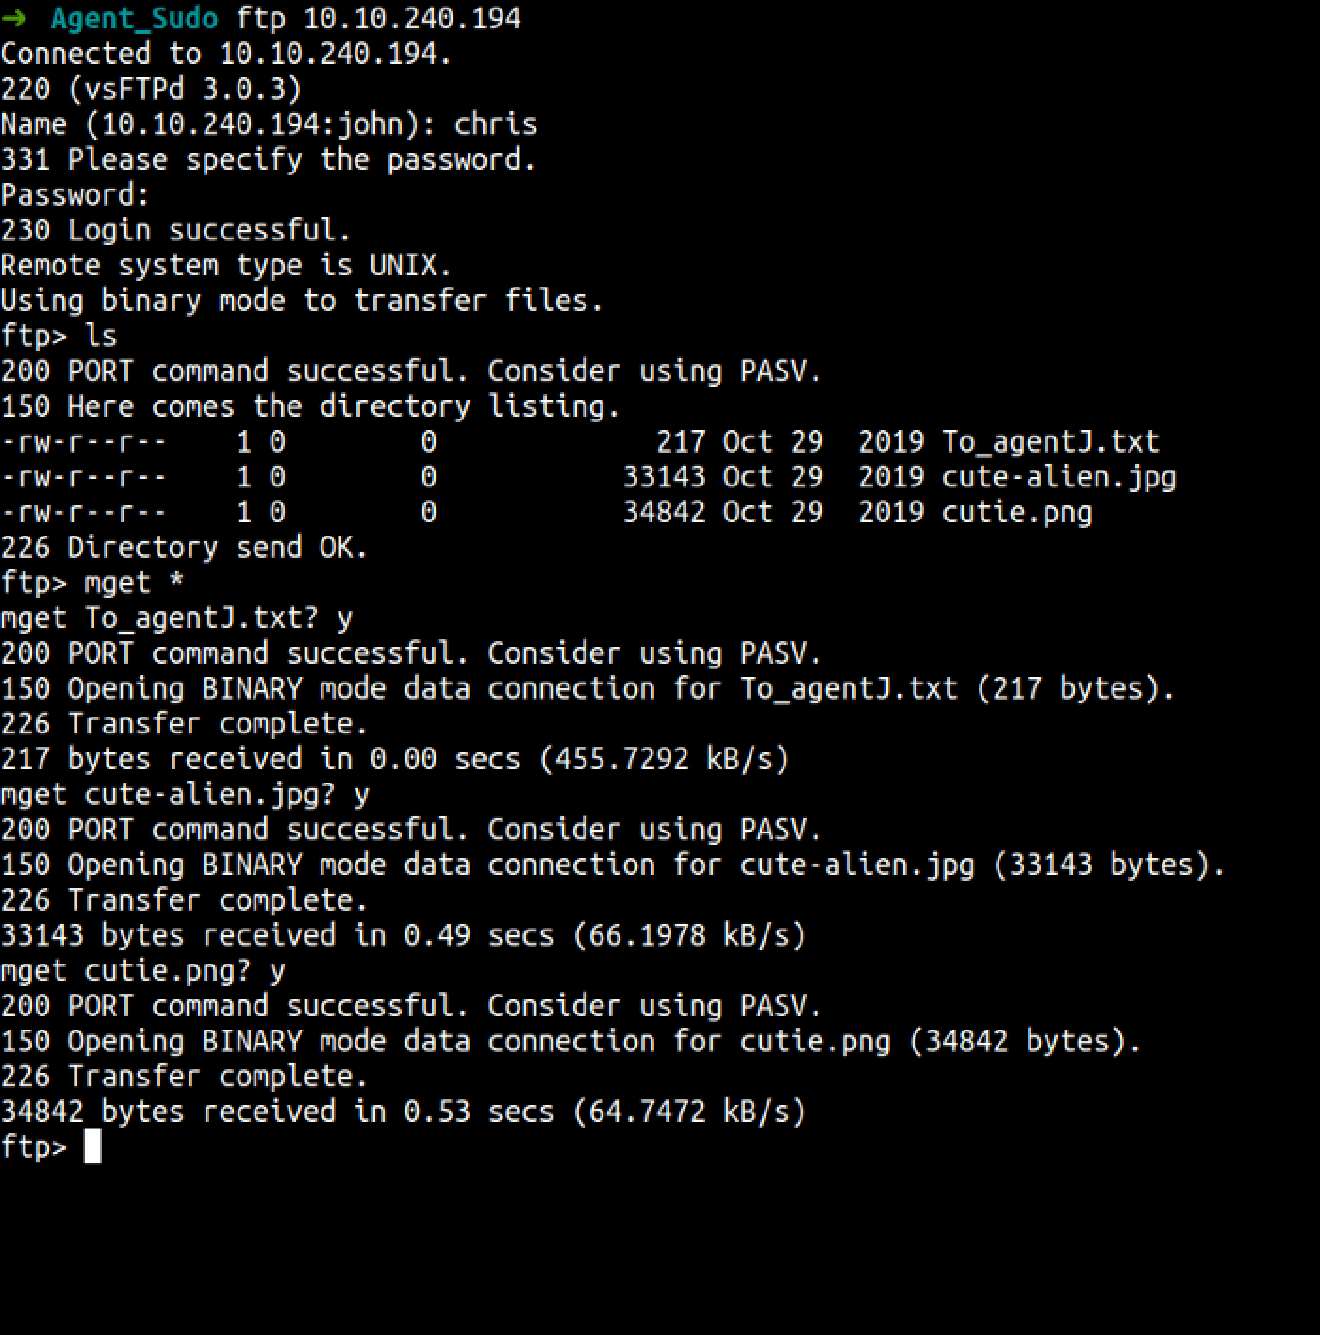 → Agent_Sudo ftp 10.10.240.194
Connected to 10.10.240.194.
220 (vsFTPd 3.0.3)
Name (10.10.240.194:john): chris
331 Please specify the password.
Password:
230 Login successful.
Remote system type is UNIX.
Using binary mode to transfer files.
ftp> ls
200 PORT command successful. Consider using PASV.
150 Here comes the directory listing.
-rw-r--r--    1 0        0             217 Oct 29  2019 To_agentJ.txt
-rw-r--r--    1 0        0           33143 Oct 29  2019 cute-alien.jpg
-rw-r--r--    1 0        0           34842 Oct 29  2019 cutie.png
226 Directory send OK.
ftp> mget *
mget To_agentJ.txt? y
200 PORT command successful. Consider using PASV.
150 Opening BINARY mode data connection for To_agentJ.txt (217 bytes).
226 Transfer complete.
217 bytes received in 0.00 secs (455.7292 kB/s)
mget cute-alien.jpg? y
200 PORT command successful. Consider using PASV.
150 Opening BINARY mode data connection for cute-alien.jpg (33143 bytes).
226 Transfer complete.
33143 bytes received in 0.49 secs (66.1978 kB/s)
mget cutie.png? y
200 PORT command successful. Consider using PASV.
150 Opening BINARY mode data connection for cutie.png (34842 bytes).
226 Transfer complete.
34842 bytes received in 0.53 secs (64.7472 kB/s)
ftp>